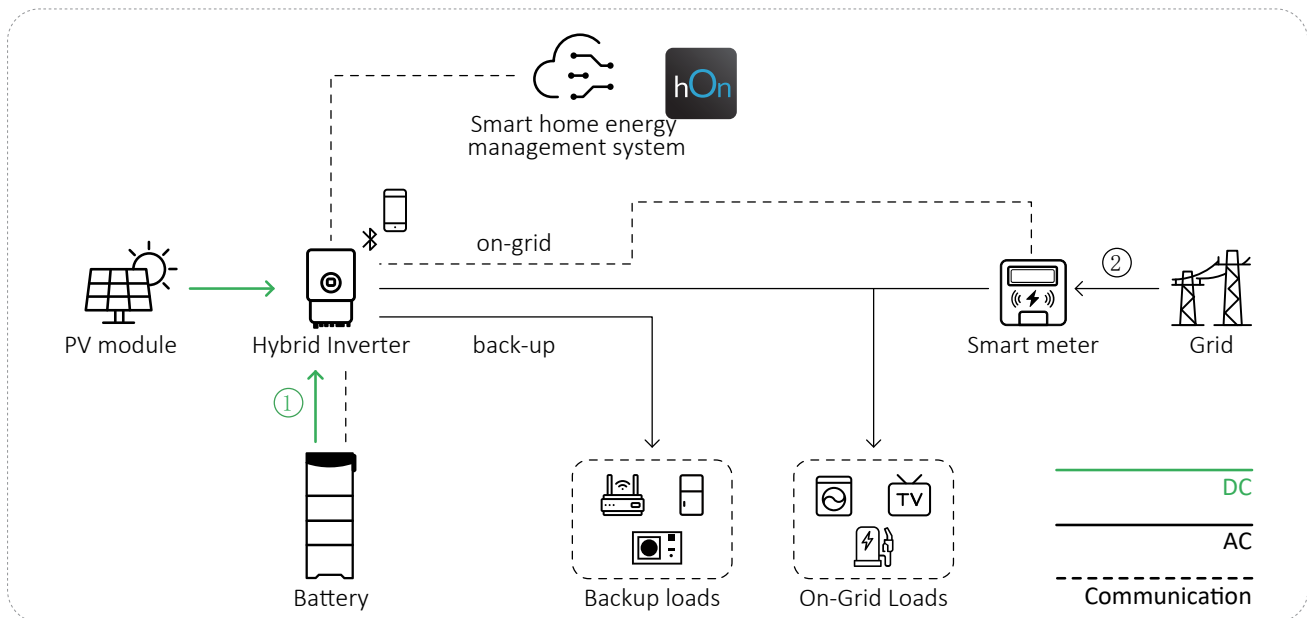 hOn
Smart home energy
management system
on-grid
②
PV module
Hybrid Inverter
back-up
Smart meter
Grid
①
TV
DC
AC
Communication
Battery
Backup loads
On-Grid Loads